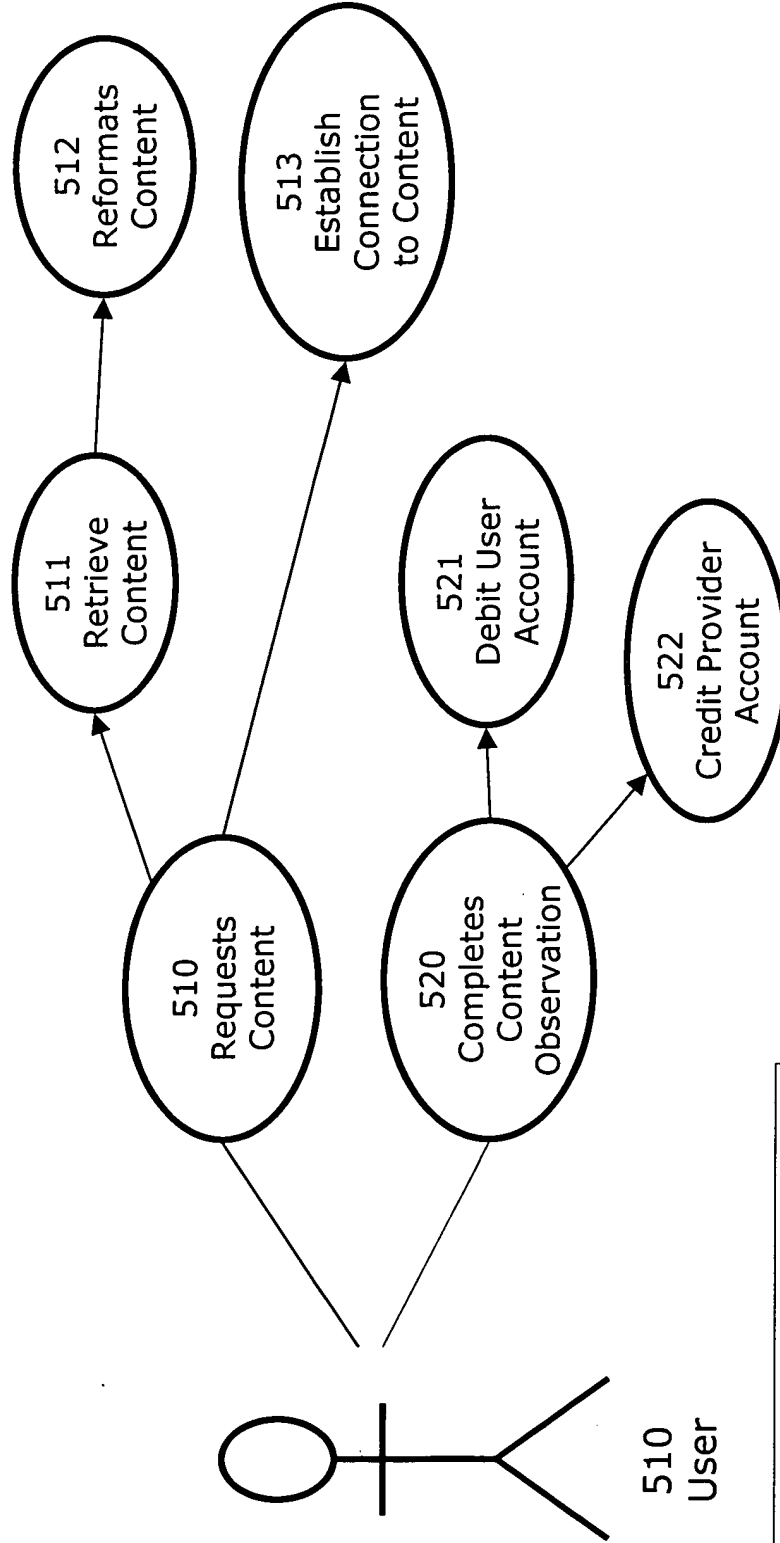 512
Reformats
Content
513
Establish
Connection
to Content
511
Retrieve
Content
521
Debit User
Account
522
Credit Provider
Account
510
Requests
Content
520
Completes
Content
Observation
510
User